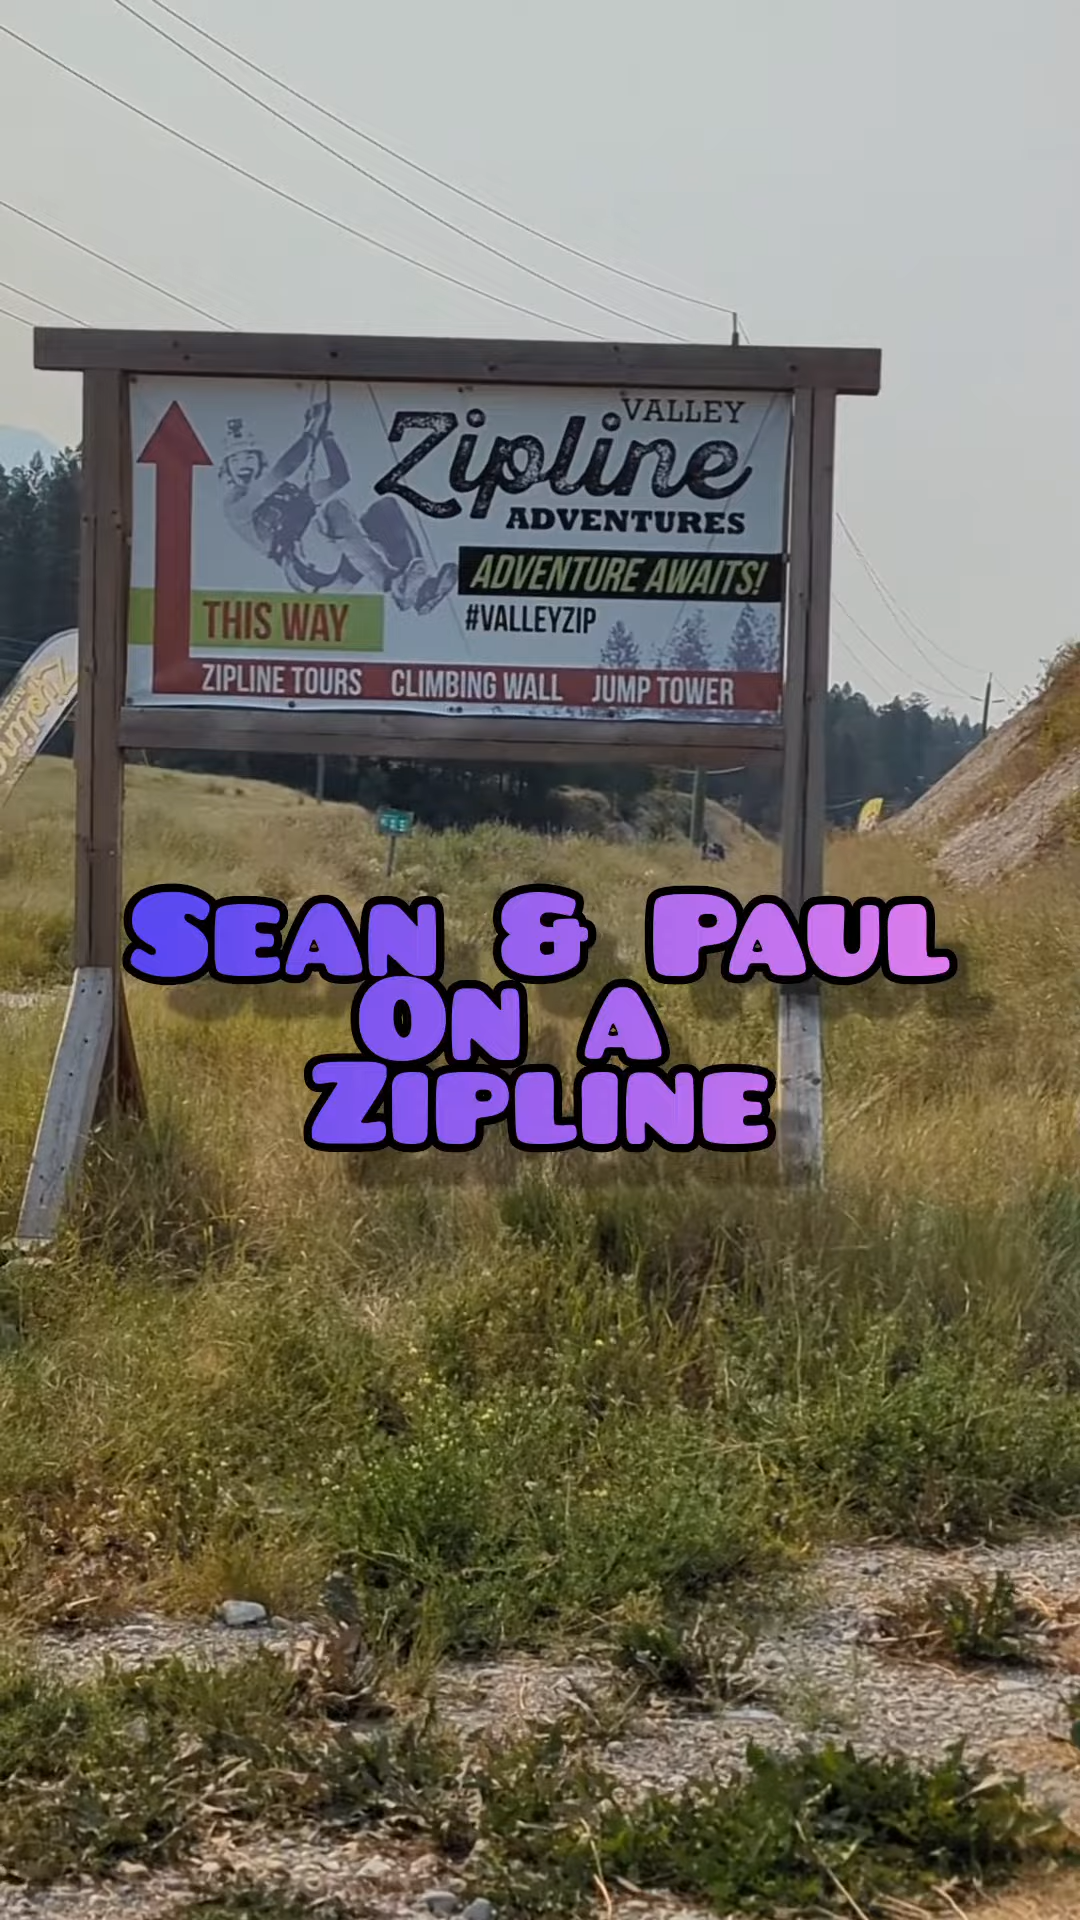 VALLEY
Zipline
ADVENTURES
ADVENTURE AWAITS!
#VALLEYZIP
THIS WAY
ZIPLINE TOURS CLIMBING WALL JUMP TOWER
SEAN & PAUL
ON A
ZIPLINE